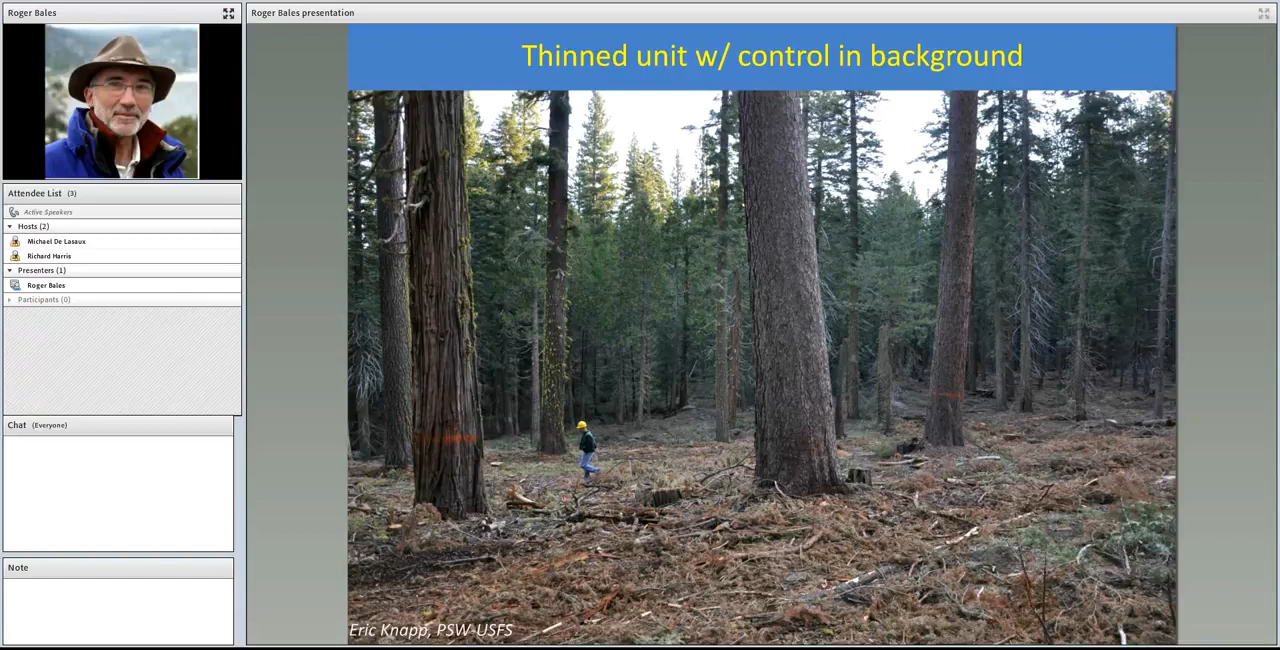 Roger Bales
Attendee List (3)
Active Speakers
Hosts (2)
Michael De Lasaux
Richard Harris
Presenters (1)
Roger Bales
Participants (0)
Chat (Everyone)
Note
Roger Bales presentation
Thinned unit w/ control in background
Eric Knapp, PSW-USFS